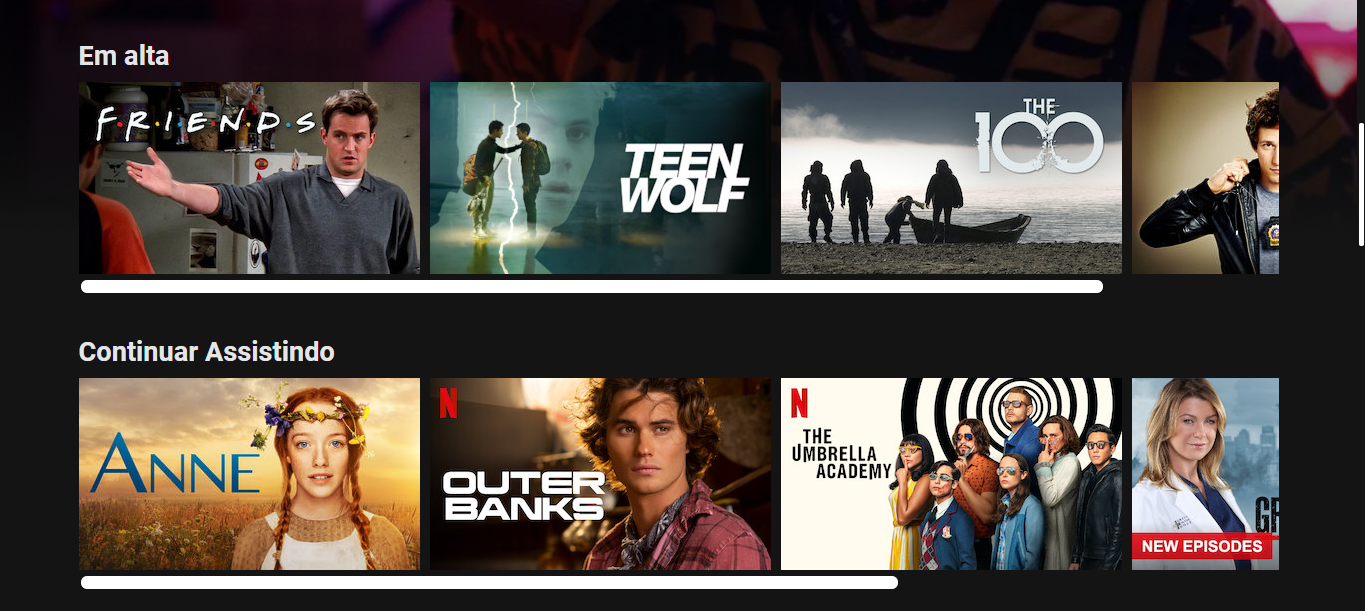 Em alta
F·R·I·E·N·D·S
TEEN
WOLF
THE
100
Continuar Assistindo
ANNE
N
OUTER
BANKS
N
THE
UMBRELLA
ACADEMY
NEW EPISODES